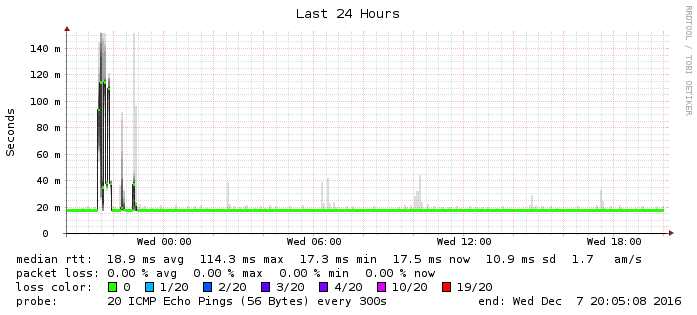 Last 24 Hours
RRDTOOL / TOBI OETIKER
Seconds
140 m
120 m
100 m
80 m
60 m
40 m
20 m
0
Wed 00:00 Wed 06:00 Wed 12:00 Wed 18:00
median rtt: 18.9 ms avg 114.3 ms max 17.3 ms min 17.5 ms now 10.9 ms sd 1.7 am/s
packet loss: 0.00 % avg 0.00 % max 0.00 % min 0.00 % now
loss color: 0 1/20 2/20 3/20 4/20 10/20 19/20
probe: 20 ICMP Echo Pings (56 Bytes) every 300s end: Wed Dec 7 20:05:08 2016